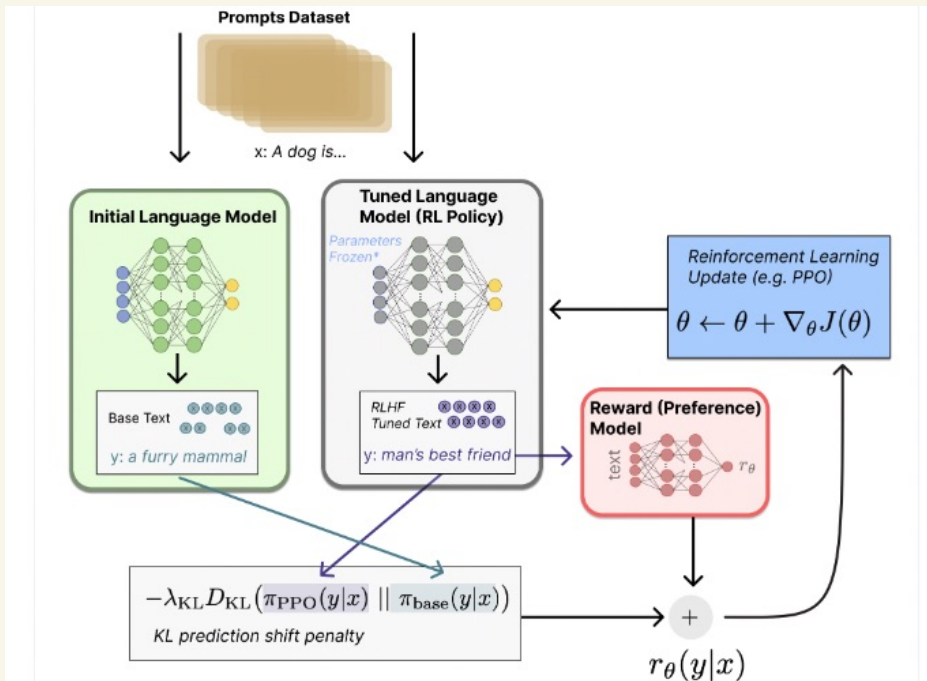 Prompts Dataset
x: A dog is...
Initial Language Model
Tuned Language
Model (RL Policy)
Parameters
Frozen*
Reinforcement Learning
Update (e.g. PPO)
θ ← θ + ∇θJ(θ)
Base Text
x x x x
x x x x
y: a furry mammal
RLHF
Tuned Text
x x x x
x x x x
y: man's best friend
Reward (Preference)
Model
text
rθ
−λKL DKL(πPPO(y|x) || πbase(y|x))
KL prediction shift penalty
+
rθ(y|x)